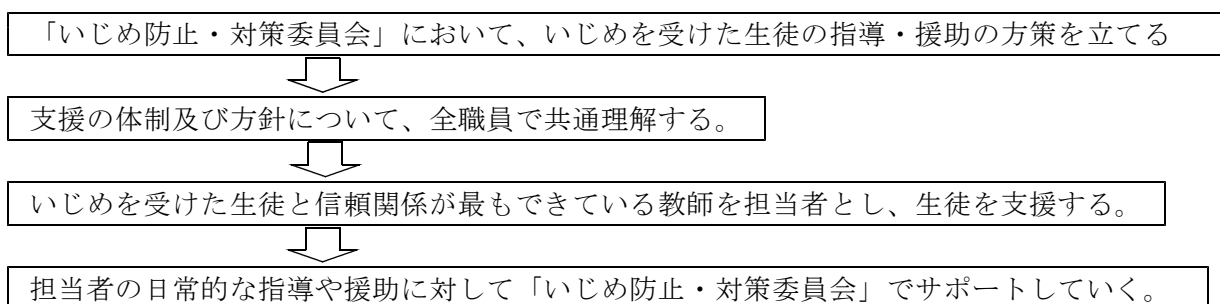 「いじめ防止・対策委員会」において、いじめを受けた生徒の指導・援助の方策を立てる
支援の体制及び方針について、全職員で共通理解する。
いじめを受けた生徒と信頼関係が最もできている教師を担当者とし、生徒を支援する。
担当者の日常的な指導や援助に対して「いじめ防止・対策委員会」でサポートしていく。